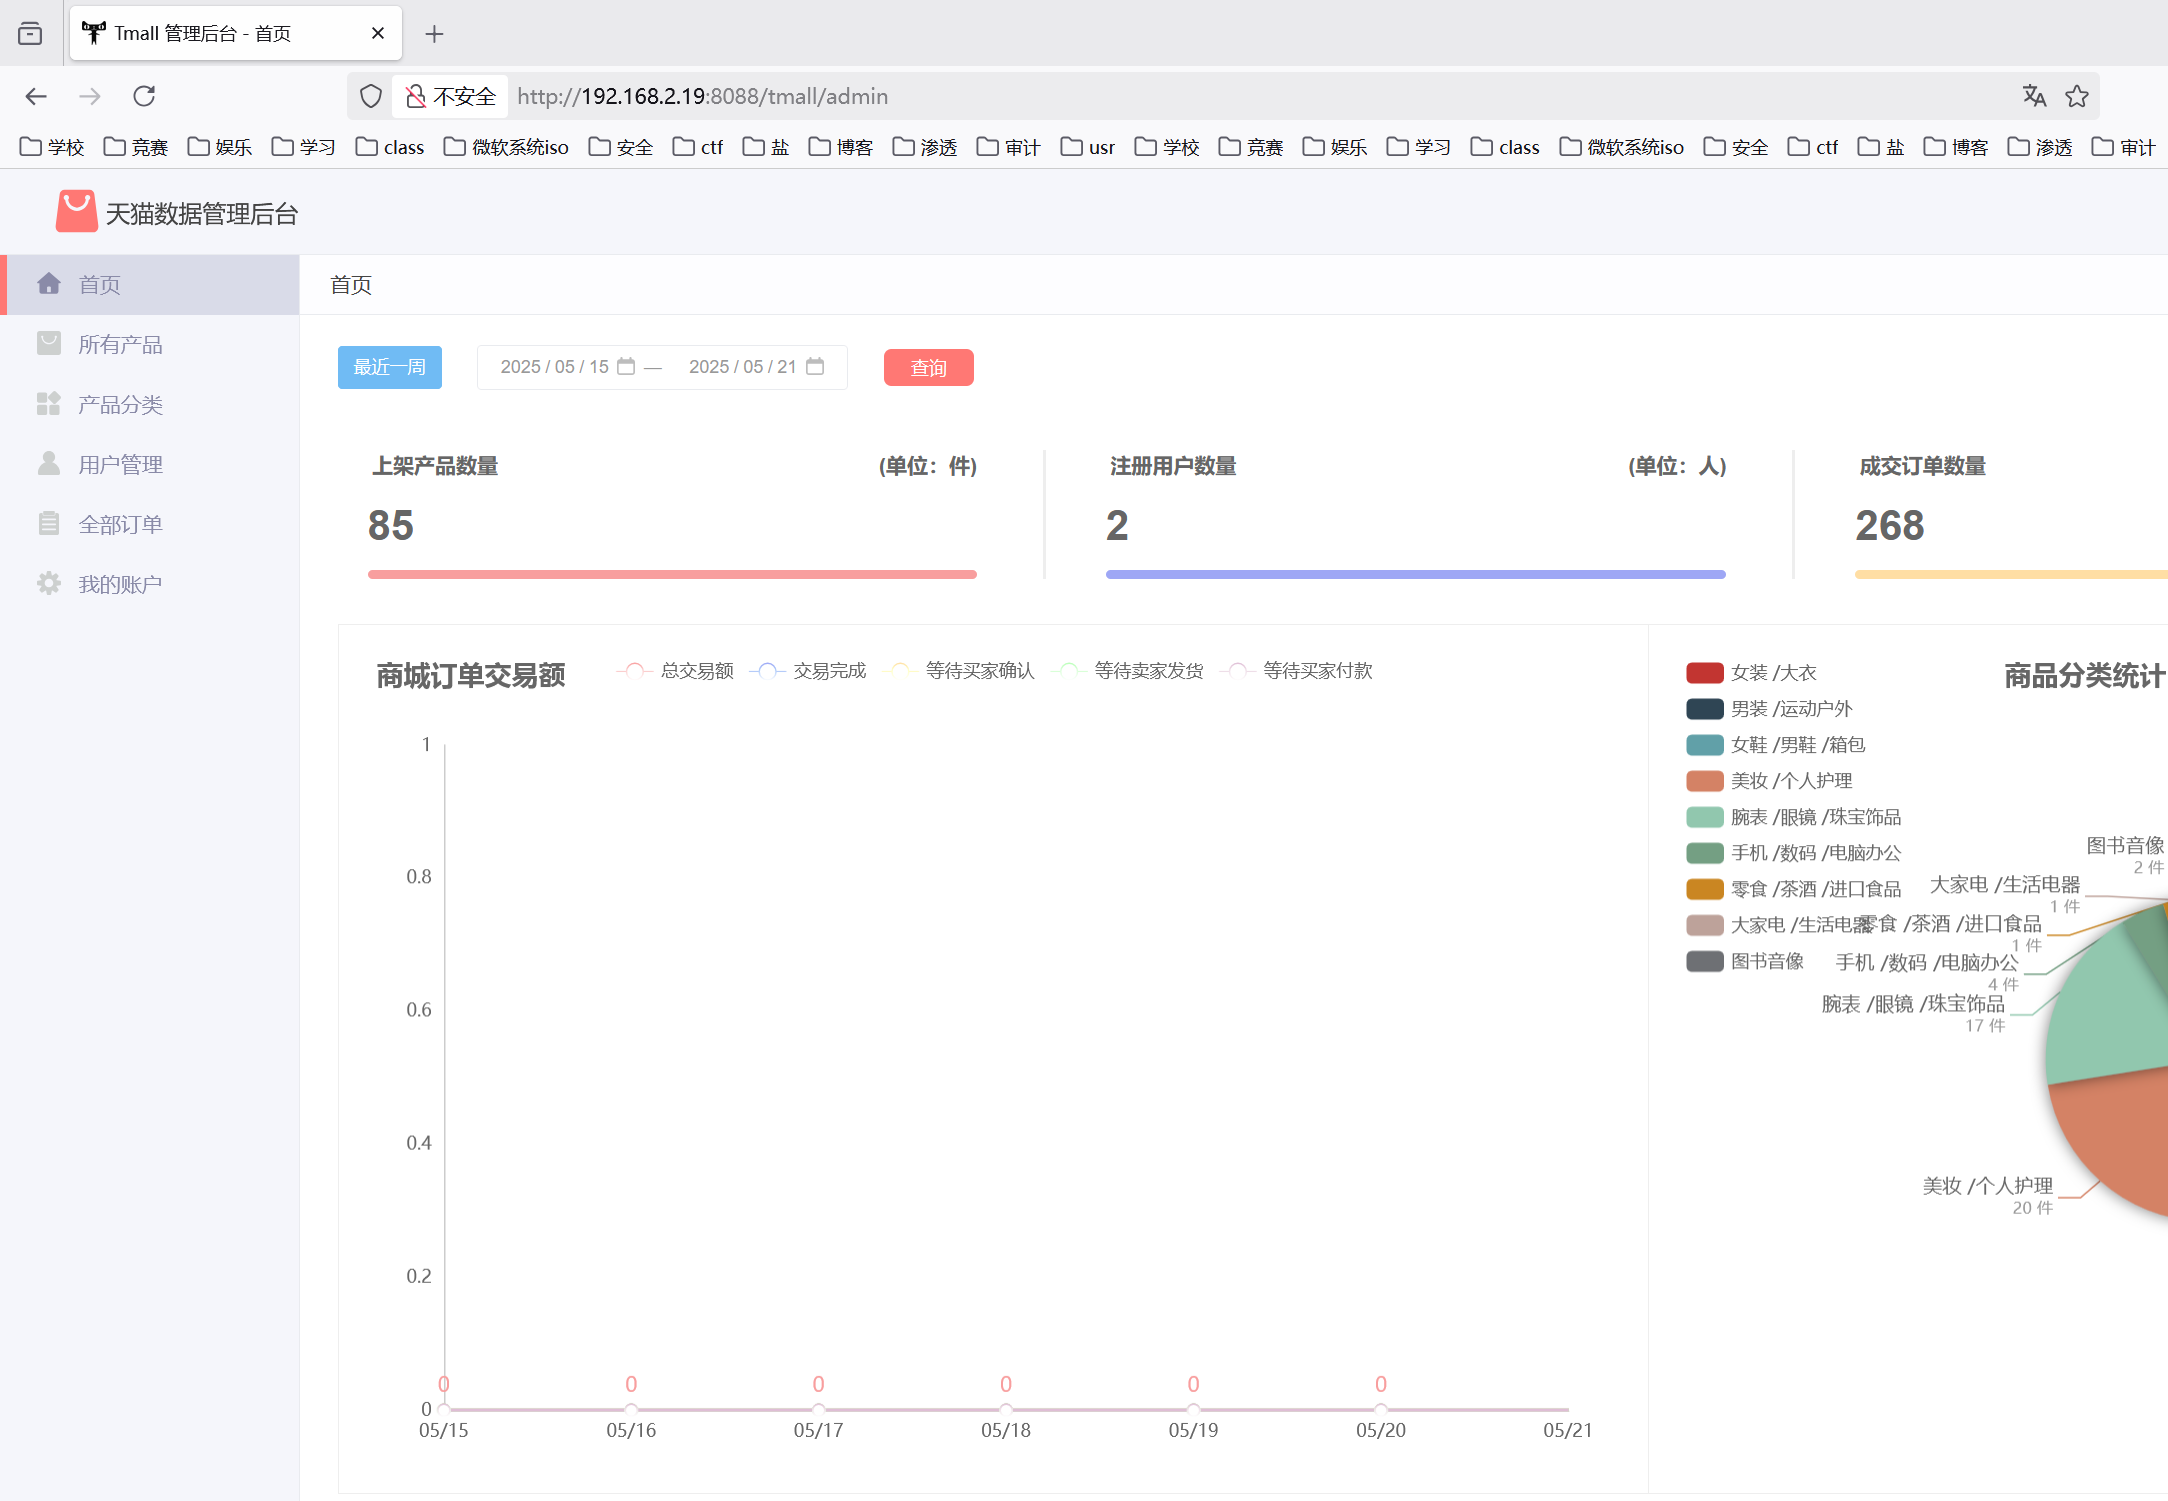 Tmall 管理后台 - 首页
不安全 http://192.168.2.19:8088/tmall/admin
学校 竞赛 娱乐 学习 class 微软系统iso 安全 ctf 盐 博客 渗透 审计 usr 学校 竞赛 娱乐 学习 class 微软系统iso 安全 ctf 盐 博客 渗透 审计
天猫数据管理后台
首页
所有产品
产品分类
用户管理
全部订单
我的账户
首页
最近一周 2025 / 05 / 15 — 2025 / 05 / 21 查询
上架产品数量 (单位：件)
85
注册用户数量 (单位：人)
2
成交订单数量
268
商城订单交易额
总交易额 交易完成 等待买家确认 等待卖家发货 等待买家付款
1
0.8
0.6
0.4
0.2
0
0 0 0 0 0 0
05/15 05/16 05/17 05/18 05/19 05/20 05/21
商品分类统计
女装 /大衣
男装 /运动户外
女鞋 /男鞋 /箱包
美妆 /个人护理
腕表 /眼镜 /珠宝饰品
手机 /数码 /电脑办公
零食 /茶酒 /进口食品
大家电 /生活电器
图书音像
图书音像
2 件
大家电 /生活电器
1 件
零食 /茶酒 /进口食品
1 件
手机 /数码 /电脑办公
4 件
腕表 /眼镜 /珠宝饰品
17 件
美妆 /个人护理
20 件